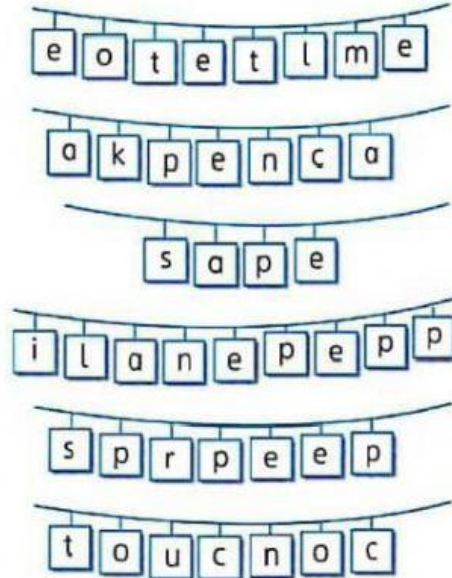 eotetlme
akpenca
sape
ilanepepp
sprpeep
toucnoc